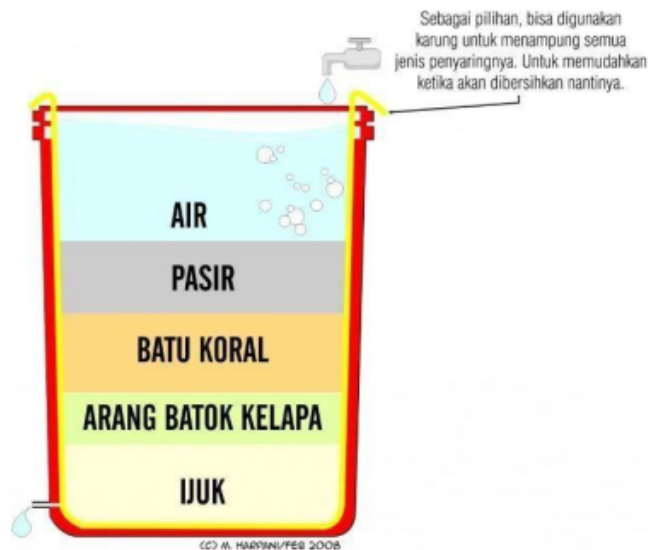 Sebagai pilihan, bisa digunakan
karung untuk menampung semua
jenis penyaringnya. Untuk memudahkan
ketika akan dibersihkan nantinya.
AIR
PASIR
BATU KORAL
ARANG BATOK KELAPA
IJUK
(C) M. HARPANI/FEB 2008